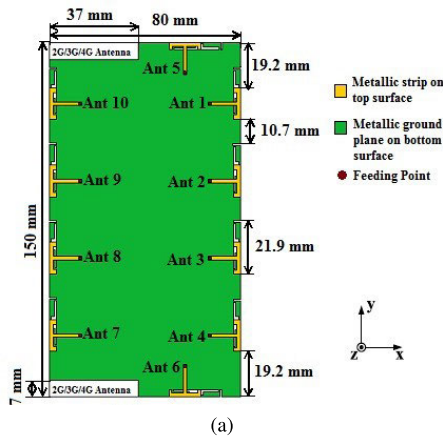 37 mm
80 mm
2G/3G/4G Antenna
Ant 5
19.2 mm
Ant 10
Ant 1
10.7 mm
Metallic strip on
top surface
Metallic ground
plane on bottom
surface
Feeding Point
150 mm
Ant 9
Ant 2
Ant 8
Ant 3
21.9 mm
Ant 7
Ant 4
Ant 6
19.2 mm
7 mm
2G/3G/4G Antenna
y
z
x
(a)